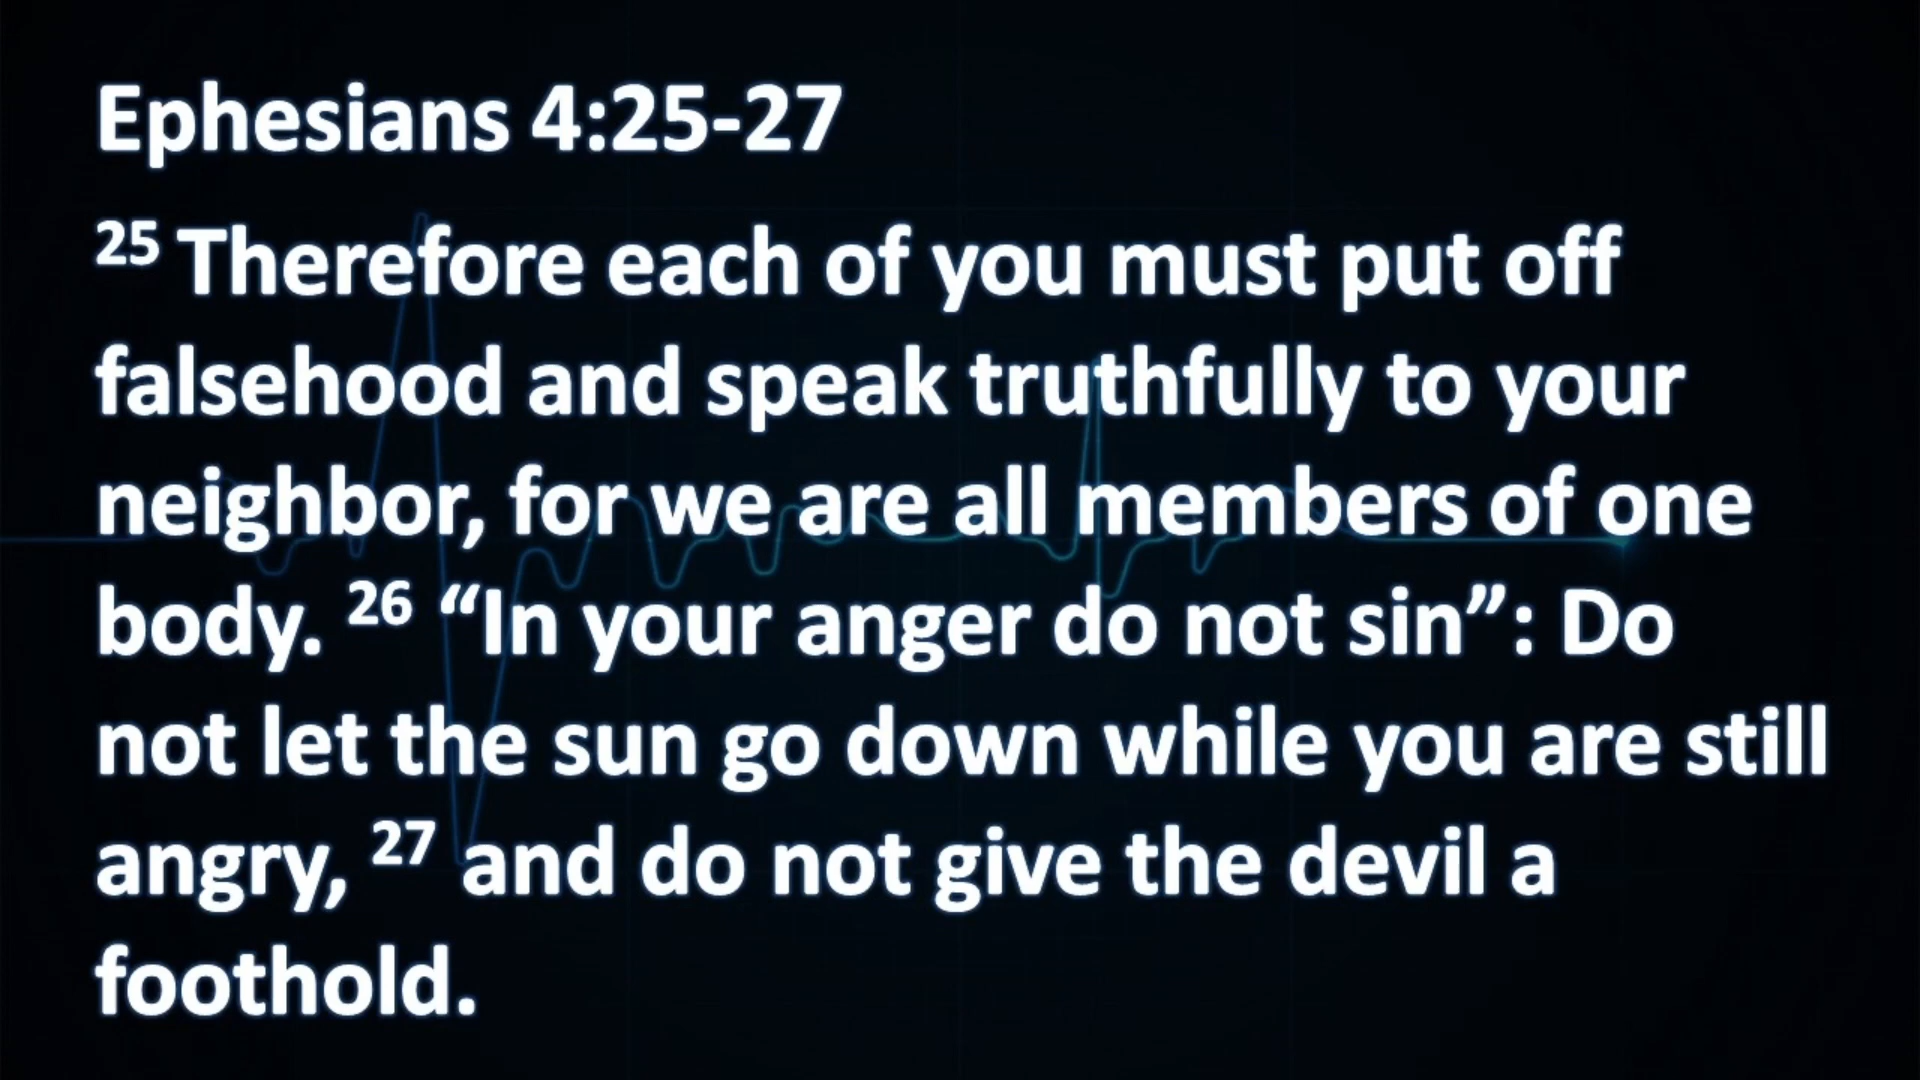 Ephesians 4:25-27
25 Therefore each of you must put off
falsehood and speak truthfully to your
neighbor, for we are all members of one
body. 26 “In your anger do not sin”: Do
not let the sun go down while you are still
angry, 27 and do not give the devil a
foothold.